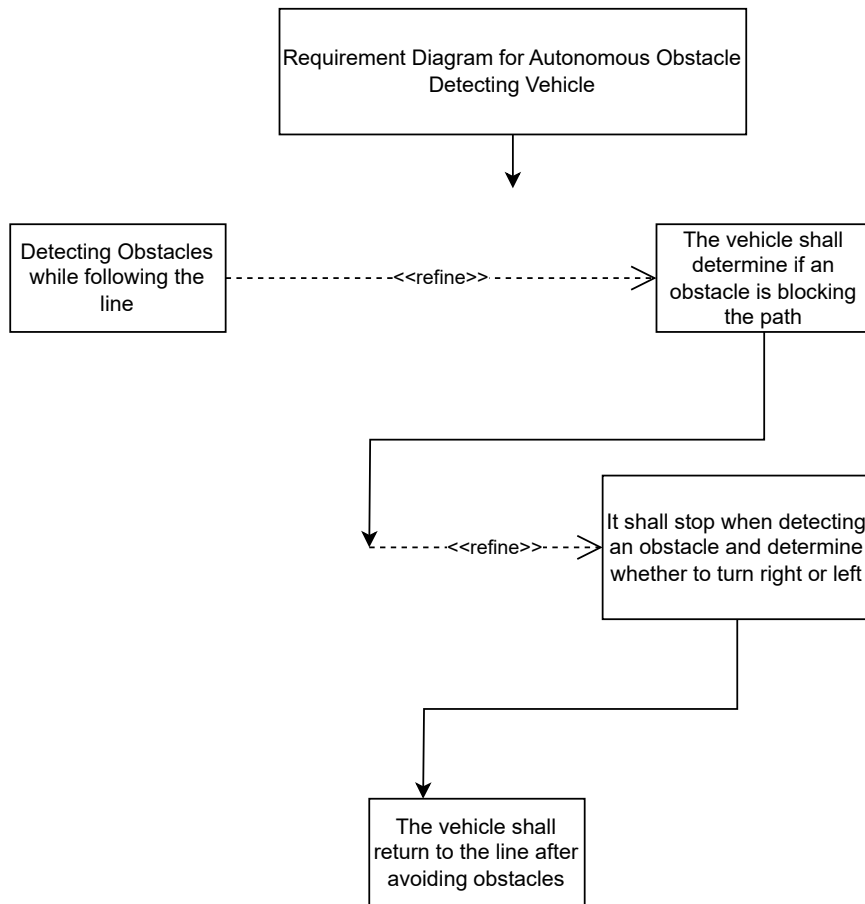 Requirement Diagram for Autonomous Obstacle
Detecting Vehicle
Detecting Obstacles
while following the
line
<<refine>>
The vehicle shall
determine if an
obstacle is blocking
the path
<<refine>>
It shall stop when detecting
an obstacle and determine
whether to turn right or left
The vehicle shall
return to the line after
avoiding obstacles